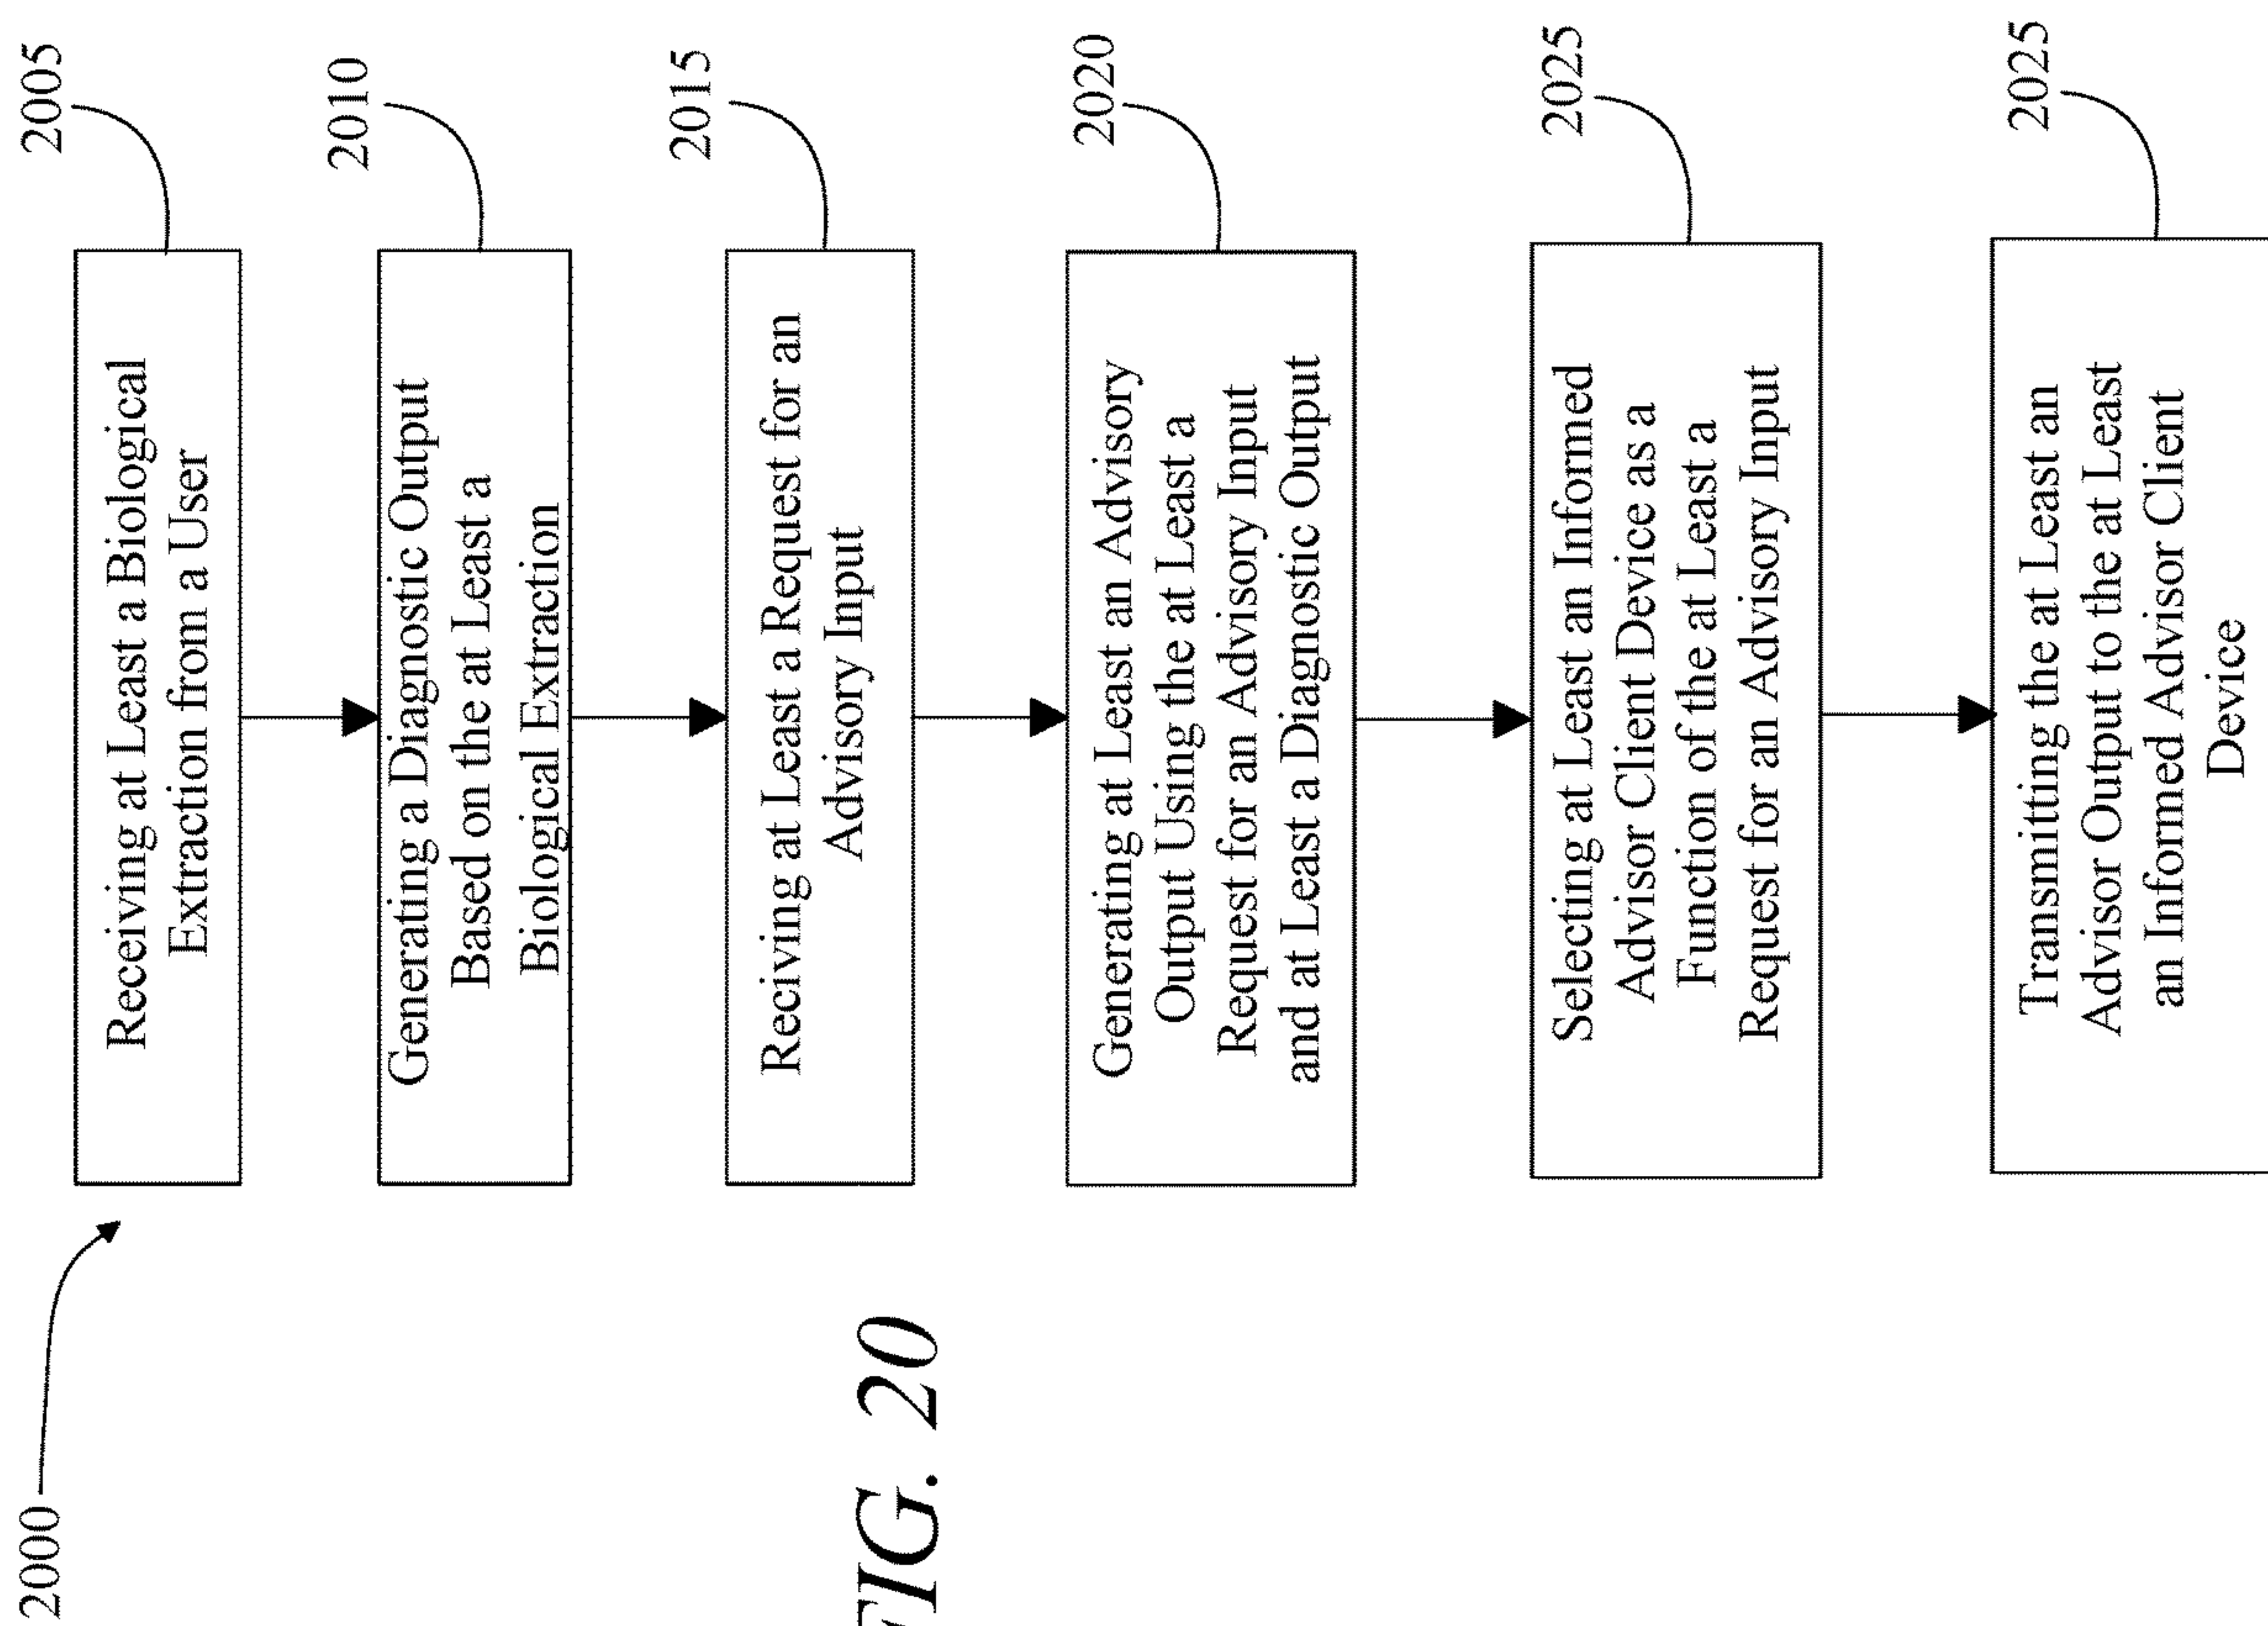 2000
2005
Receiving at Least a Biological
Extraction from a User
2010
Generating a Diagnostic Output
Based on the at Least a
Biological Extraction
2015
Reciving at Least a Request for an
Advisory Input
2020
Generating at Least an Advisory
Output Using the at Least a
Request for an Advisory Input
and at Least a Diagnostic Output
2025
Selecting at Least an Informed
Advisor Client Device as a
Function of the at Least a
Request for an Advisory Input
2025
Transmitting the at Least an
Advisor Output to the at Least
an Informed Advisor Client
Device
FIG. 20